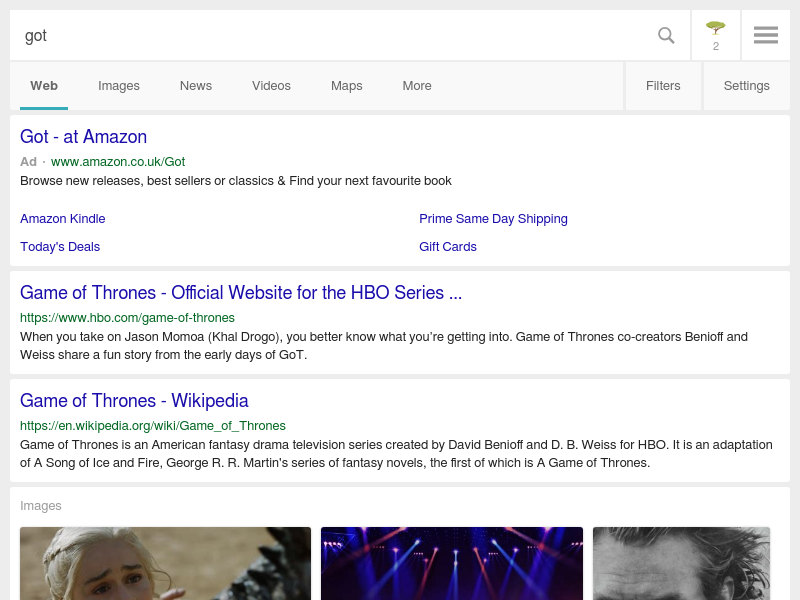 got
2
Web Images News Videos Maps More Filters Settings
Got - at Amazon
Ad · www.amazon.co.uk/Got
Browse new releases, best sellers or classics & Find your next favourite book
Amazon Kindle Prime Same Day Shipping
Today's Deals Gift Cards
Game of Thrones - Official Website for the HBO Series ...
https://www.hbo.com/game-of-thrones
When you take on Jason Momoa (Khal Drogo), you better know what you're getting into. Game of Thrones co-creators Benioff and
Weiss share a fun story from the early days of GoT.
Game of Thrones - Wikipedia
https://en.wikipedia.org/wiki/Game_of_Thrones
Game of Thrones is an American fantasy drama television series created by David Benioff and D. B. Weiss for HBO. It is an adaptation
of A Song of Ice and Fire, George R. R. Martin's series of fantasy novels, the first of which is A Game of Thrones.
Images